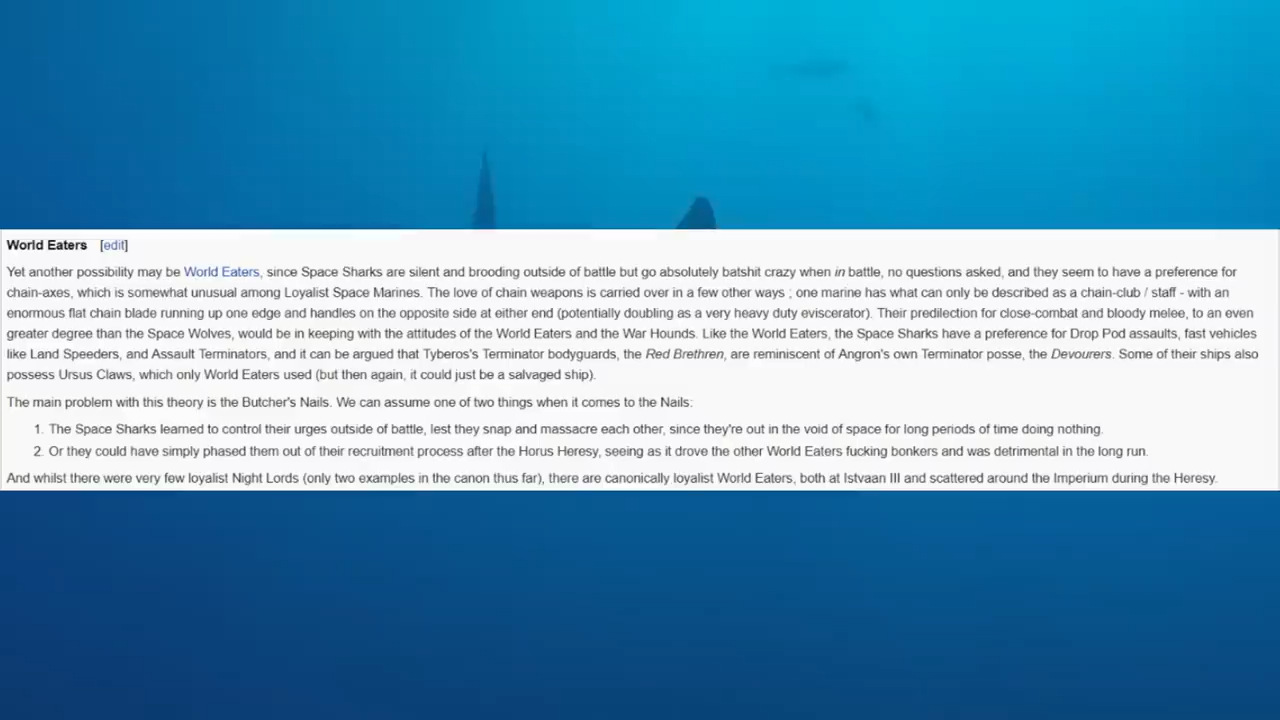 World Eaters [edit]
Yet another possibility may be World Eaters, since Space Sharks are silent and brooding outside of battle but go absolutely batshit crazy when in battle, no questions asked, and they seem to have a preference for
chain-axes, which is somewhat unusual among Loyalist Space Marines. The love of chain weapons is carried over in a few other ways ; one marine has what can only be described as a chain-club / staff - with an
enormous flat chain blade running up one edge and handles on the opposite side at either end (potentially doubling as a very heavy duty eviscerator). Their predilection for close-combat and bloody melee, to an even
greater degree than the Space Wolves, would be in keeping with the attitudes of the World Eaters and the War Hounds. Like the World Eaters, the Space Sharks have a preference for Drop Pod assaults, fast vehicles
like Land Speeders, and Assault Terminators, and it can be argued that Tyberos's Terminator bodyguards, the Red Brethren, are reminiscent of Angron's own Terminator posse, the Devourers. Some of their ships also
possess Ursus Claws, which only World Eaters used (but then again, it could just be a salvaged ship).
The main problem with this theory is the Butcher's Nails. We can assume one of two things when it comes to the Nails:
1. The Space Sharks learned to control their urges outside of battle, lest they snap and massacre each other, since they're out in the void of space for long periods of time doing nothing.
2. Or they could have simply phased them out of their recruitment process after the Horus Heresy, seeing as it drove the other World Eaters fucking bonkers and was detrimental in the long run.
And whilst there were very few loyalist Night Lords (only two examples in the canon thus far), there are canonically loyalist World Eaters, both at Istvaan III and scattered around the Imperium during the Heresy.